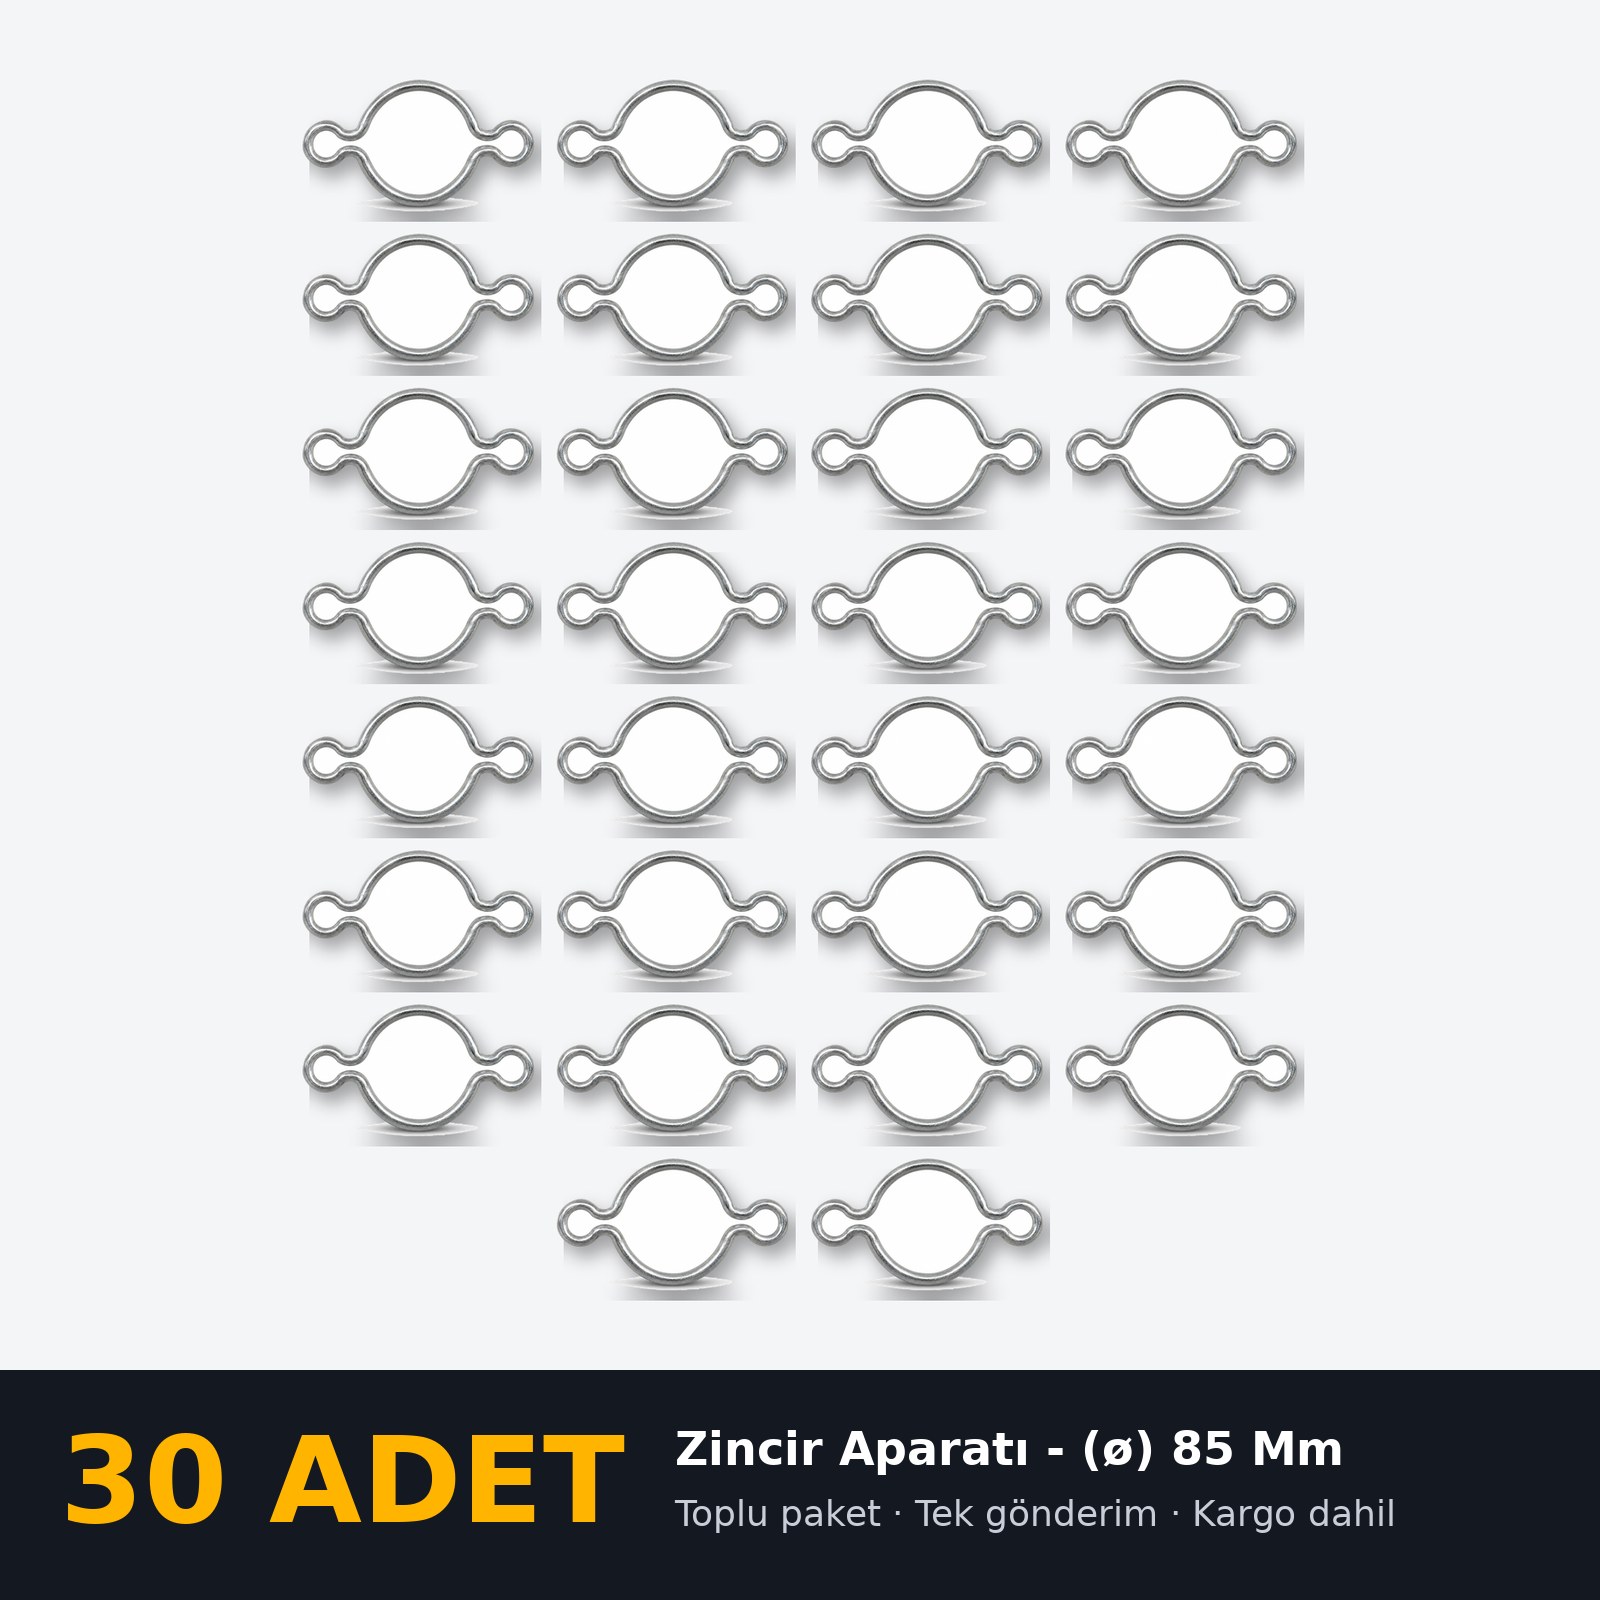 30 ADET
Zincir Aparatı - (ø) 85 Mm
Toplu paket · Tek gönderim · Kargo dahil